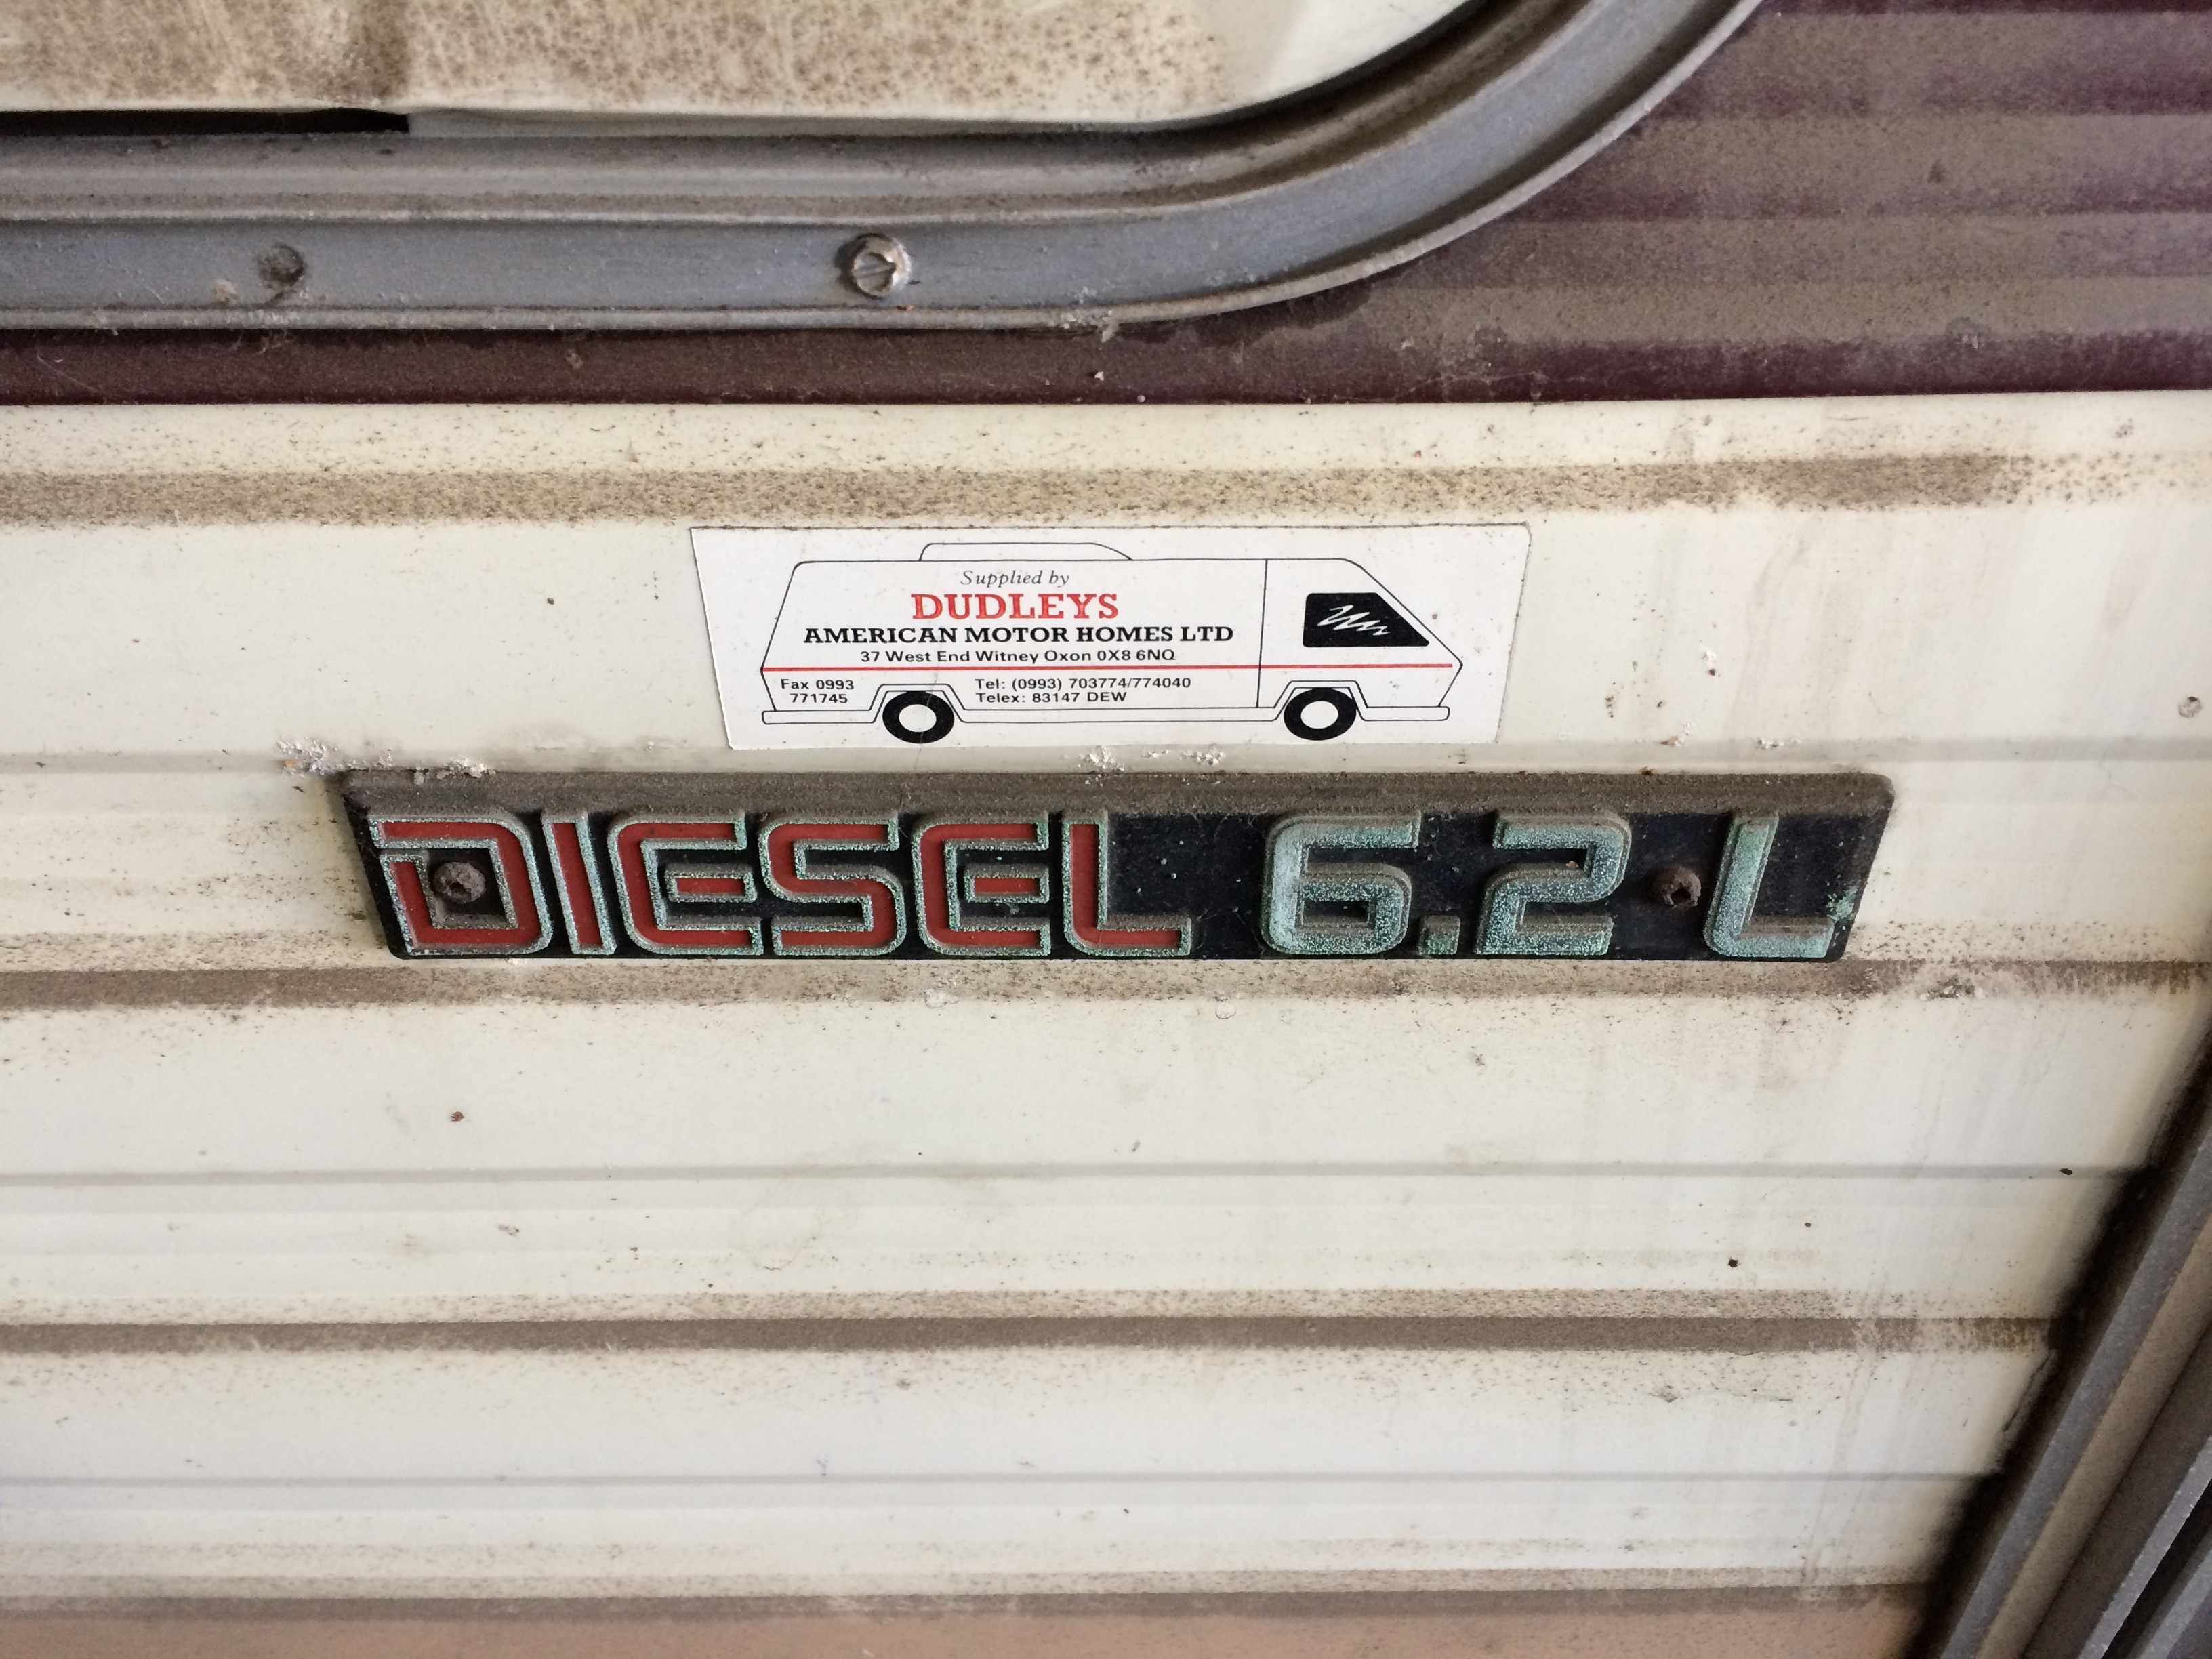 Supplied by
DUDLEYS
AMERICAN MOTOR HOMES LTD
37 West End Witney Oxon 0X8 6NQ
Fax 0993
771745
Tel: (0993) 703774/774040
Telex: 83147 DEW
DIESEL 6.2 L